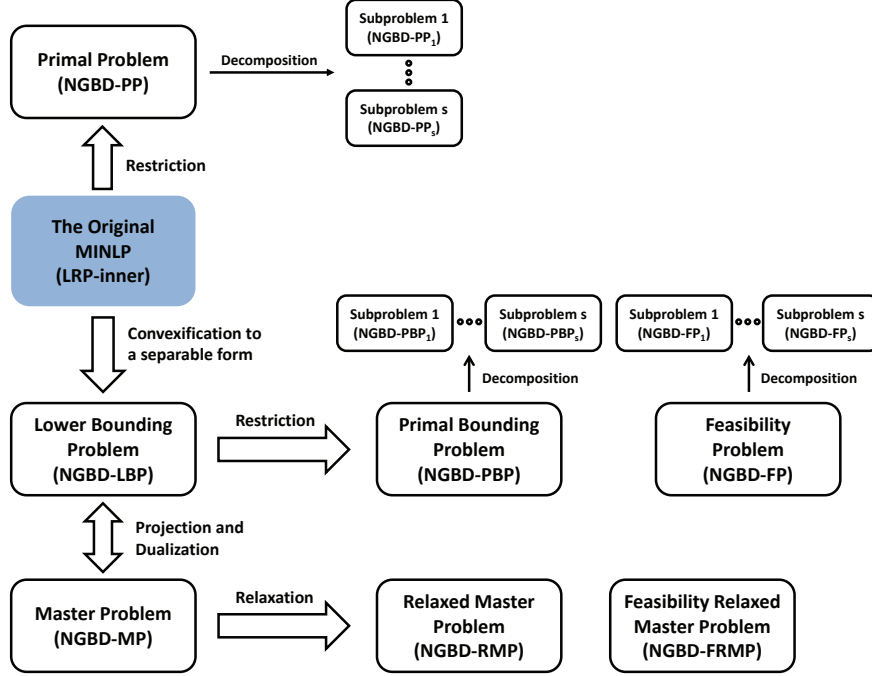 Primal Problem
(NGBD-PP)
Decomposition
Subproblem 1
(NGBD-PP₁)
Subproblem s
(NGBD-PPₛ)
Restriction
The Original
MINLP
(LRP-inner)
Convexification to
a separable form
Subproblem 1
(NGBD-PBP₁)
Subproblem s
(NGBD-PBPₛ)
Subproblem 1
(NGBD-FP₁)
Subproblem s
(NGBD-FPₛ)
Decomposition
Decomposition
Lower Bounding
Problem
(NGBD-LBP)
Restriction
Primal Bounding
Problem
(NGBD-PBP)
Feasibility
Problem
(NGBD-FP)
Projection and
Dualization
Master Problem
(NGBD-MP)
Relaxation
Relaxed Master
Problem
(NGBD-RMP)
Feasibility Relaxed
Master Problem
(NGBD-FRMP)